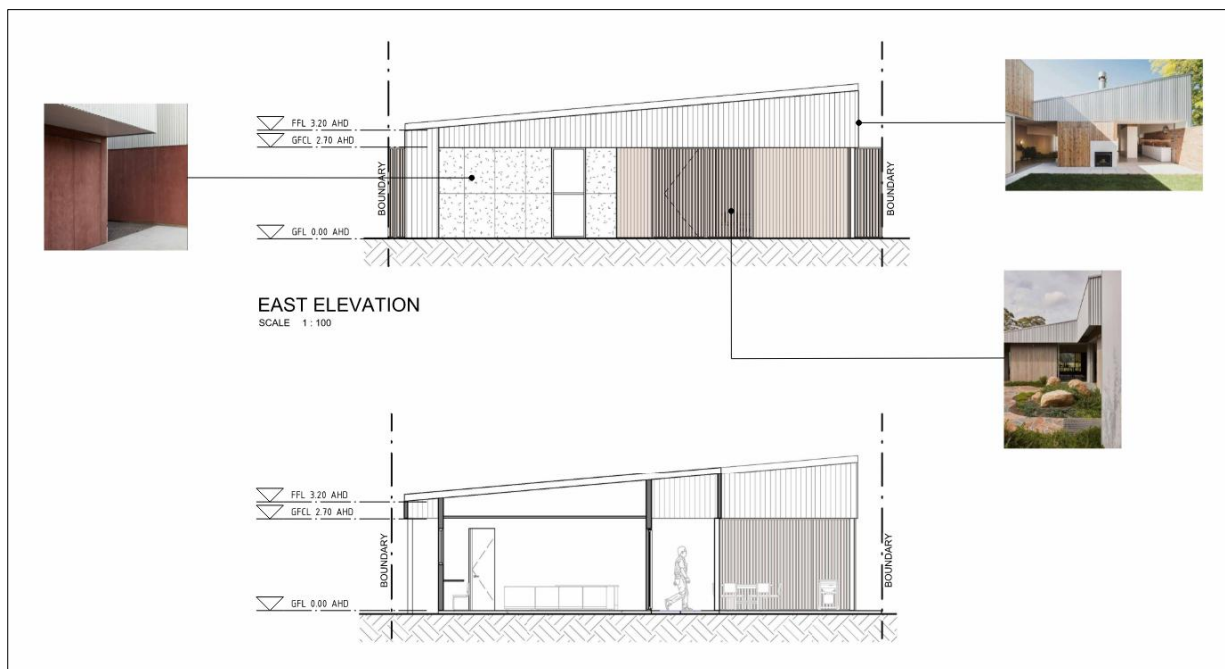 FFL 3.20 AHD
GFCL 2.70 AHD
BOUNDARY
BOUNDARY
GFL 0.00 AHD
EAST ELEVATION
SCALE 1 : 100
FFL 3.20 AHD
GFCL 2.70 AHD
BOUNDARY
BOUNDARY
GFL 0.00 AHD